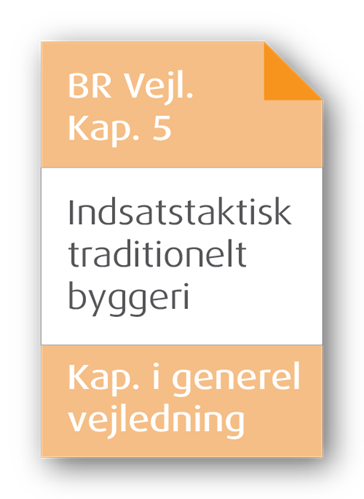 BR Vejl.
Kap. 5
Indsatstaktisk
traditionelt
byggeri
Kap. i generel
vejledning